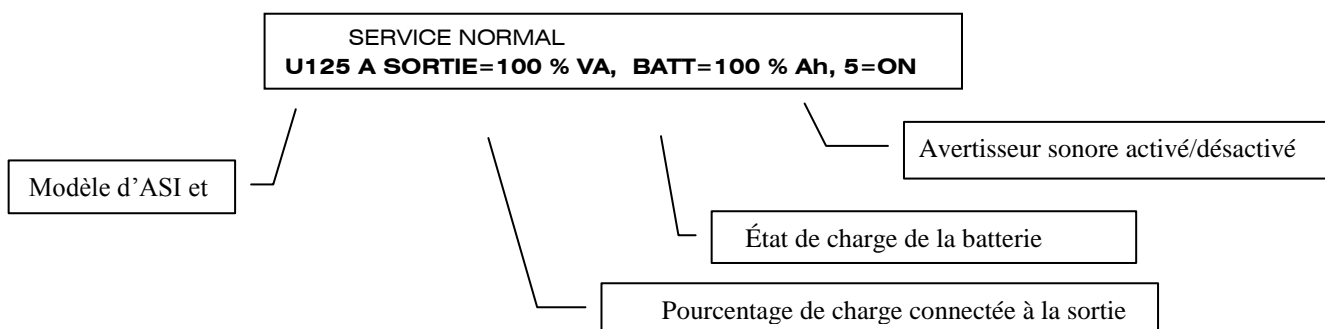 SERVICE NORMAL
U125 A SORTIE=100 % VA, BATT=100 % Ah, 5=ON
Avertisseur sonore activé/désactivé
Modèle d’ASI et
État de charge de la batterie
Pourcentage de charge connectée à la sortie